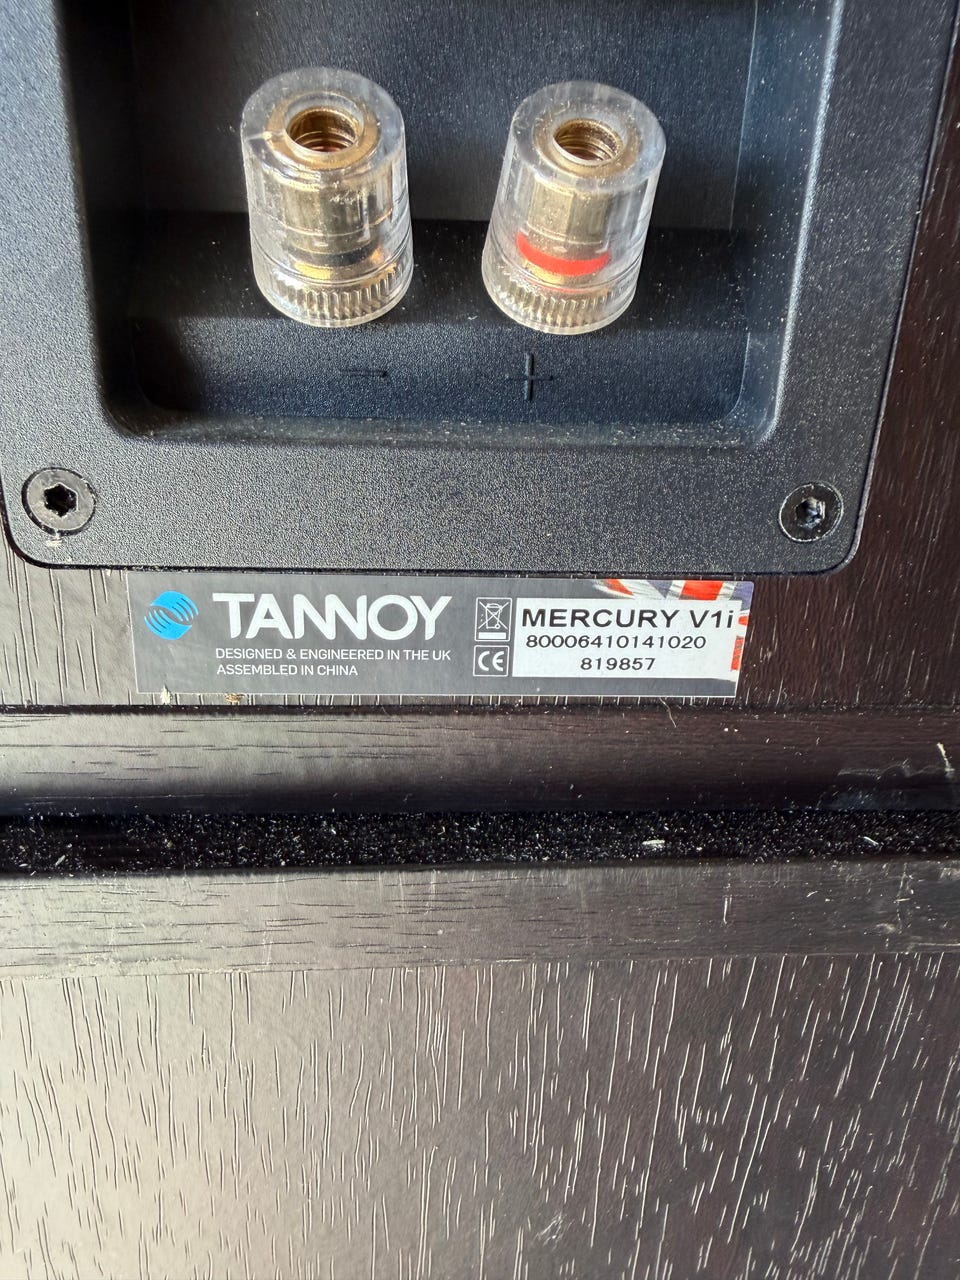 - +
TANNOY
DESIGNED & ENGINEERED IN THE UK
ASSEMBLED IN CHINA
CE
MERCURY V1i
80006410141020
819857